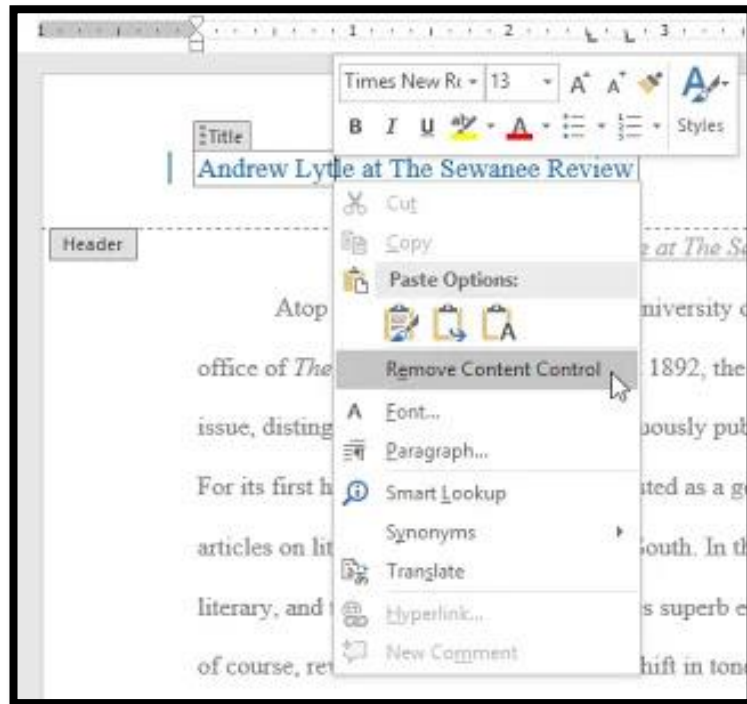 1 1 2 3
Times New Ro 13 A A
B I U ab A Styles
Title
Andrew Lytle at The Sewanee Review
Cut
Header
Copy
e at The Se
Paste Options:
Atop
niversity o
office of The
Remove Content Control
1892, the
A Font...
issue, disting
uously pub
Paragraph...
For its first h
Smart Lookup
ted as a ge
Synonyms
articles on lit
South. In th
Translate
literary, and
Hyperlink...
s superb e
New Comment
of course, rev
hift in tone